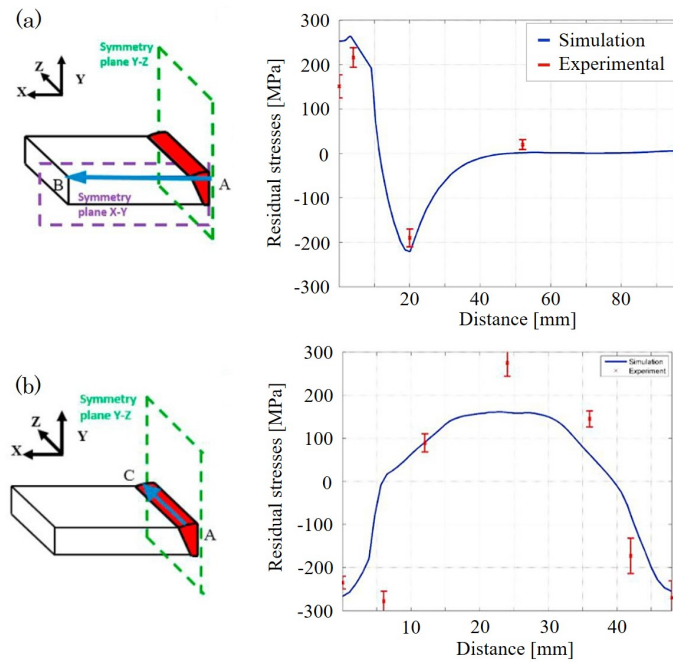 (a)
Symmetry
plane Y-Z
Z
Y
X
B
A
Symmetry
plane X-Y
Residual stresses [MPa]
300
200
100
0
-100
-200
-300
20
40
60
80
Distance [mm]
Simulation
Experimental
(b)
Symmetry
plane Y-Z
Z
Y
X
C
A
Residual stresses [MPa]
300
200
100
0
-100
-200
-300
10
20
30
40
Distance [mm]
Simulation
Experiment